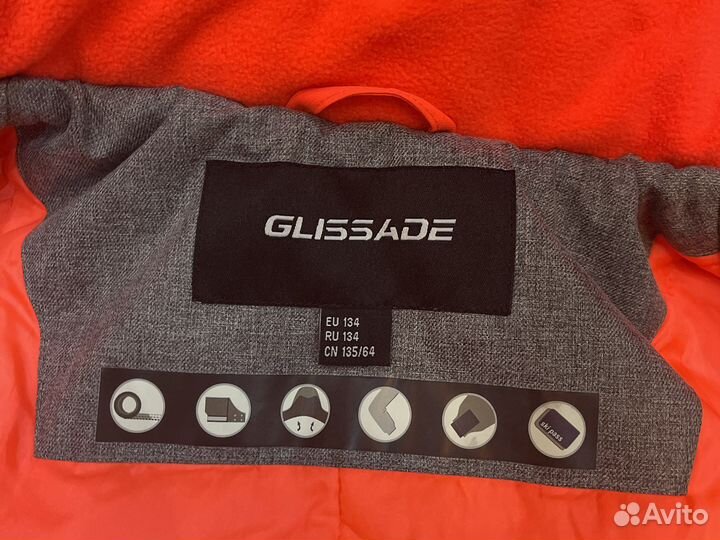 GLISSADE
EU 134
RU 134
CN 135/64
ski pass
Avito